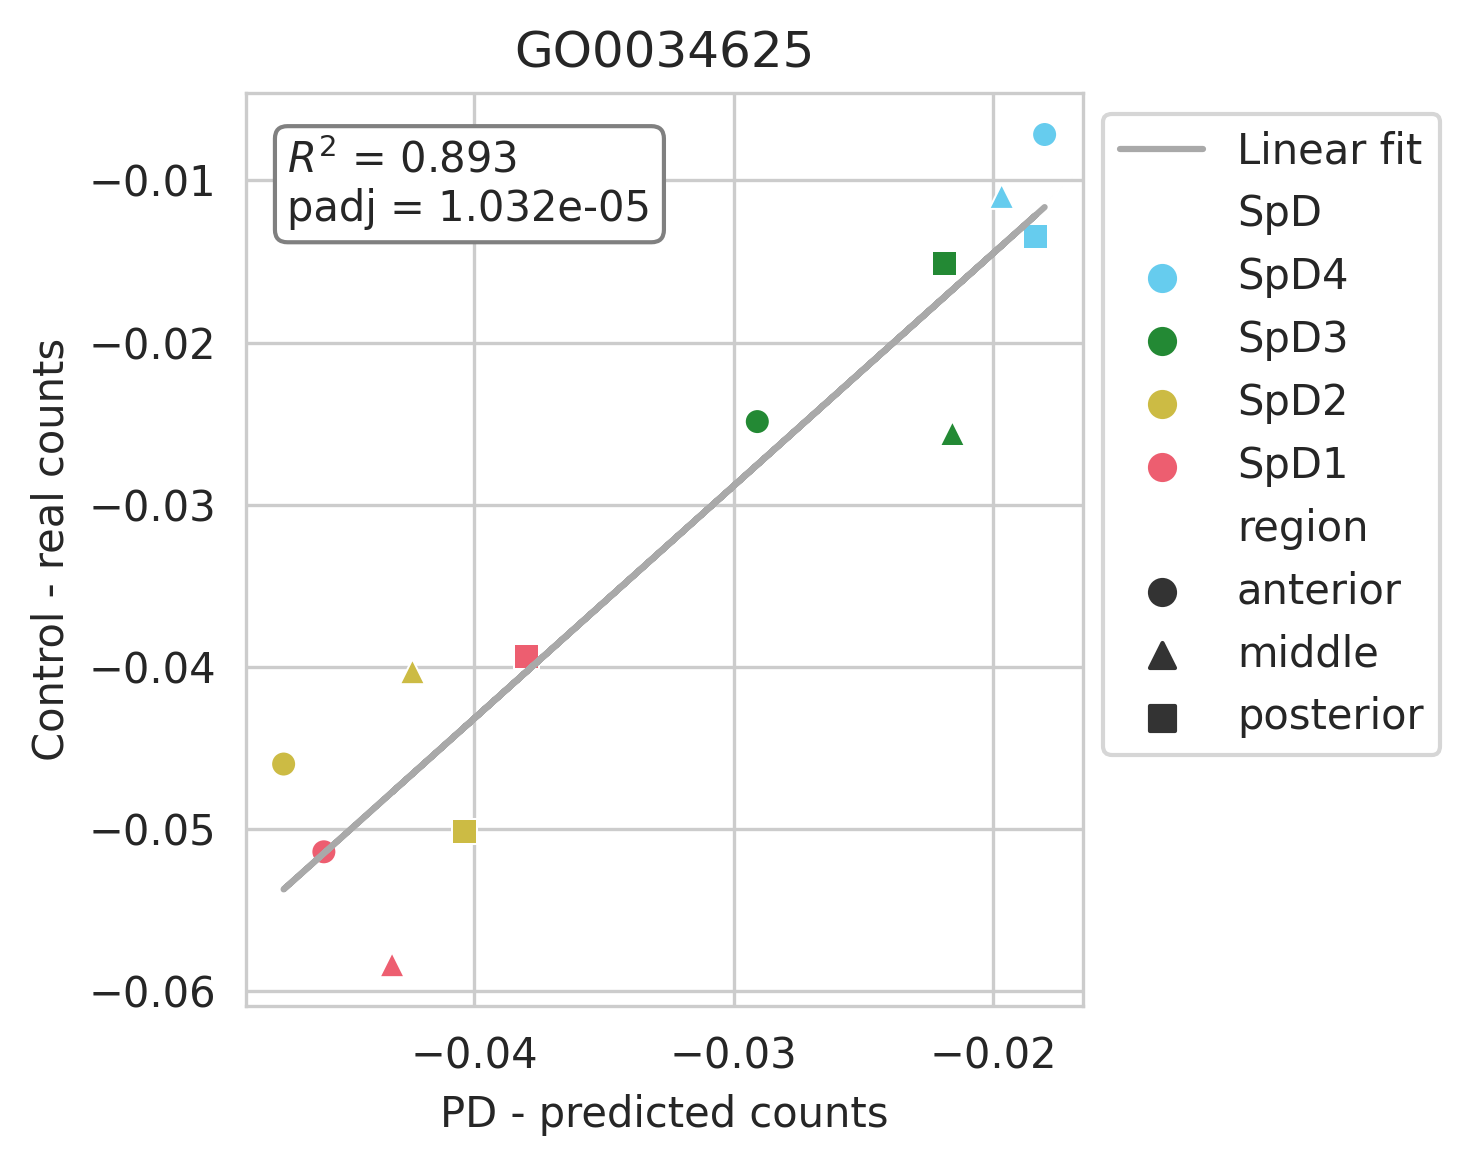 GO0034625
R² = 0.893
padj = 1.032e-05
Linear fit
SpD
SpD4
SpD3
SpD2
SpD1
region
anterior
middle
posterior
Control - real counts
−0.01
−0.02
−0.03
−0.04
−0.05
−0.06
−0.04 −0.03 −0.02
PD - predicted counts